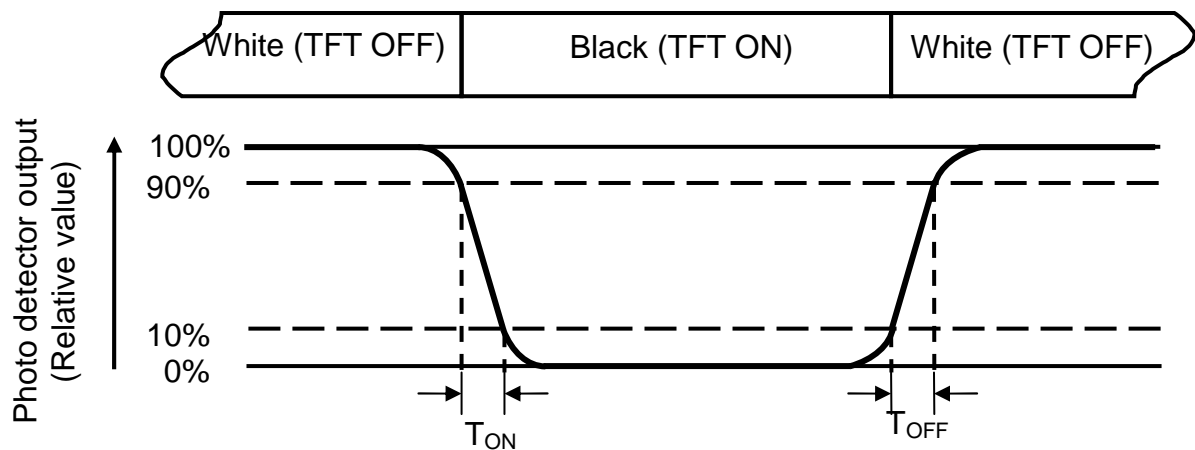 White (TFT OFF)
Black (TFT ON)
White (TFT OFF)
Photo detector output
(Relative value)
100%
90%
10%
0%
TON
TOFF